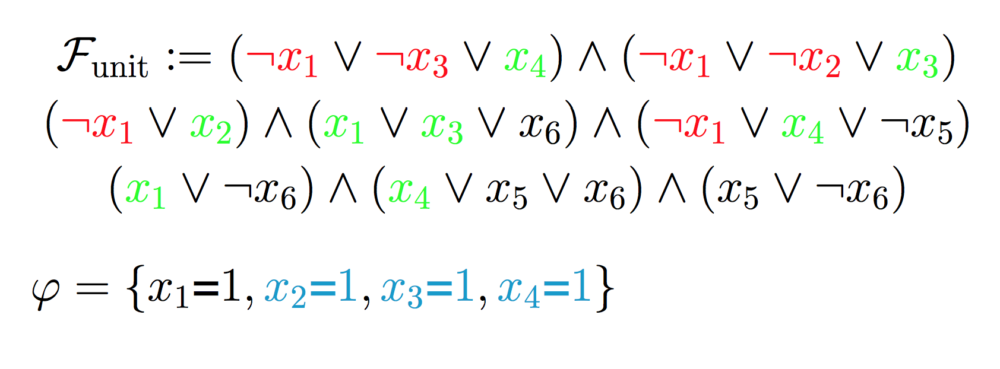 ℱunit := (¬x₁ ∨ ¬x₃ ∨ x₄) ∧ (¬x₁ ∨ ¬x₂ ∨ x₃)
(¬x₁ ∨ x₂) ∧ (x₁ ∨ x₃ ∨ x₆) ∧ (¬x₁ ∨ x₄ ∨ ¬x₅)
(x₁ ∨ ¬x₆) ∧ (x₄ ∨ x₅ ∨ x₆) ∧ (x₅ ∨ ¬x₆)
φ = {x₁=1, x₂=1, x₃=1, x₄=1}